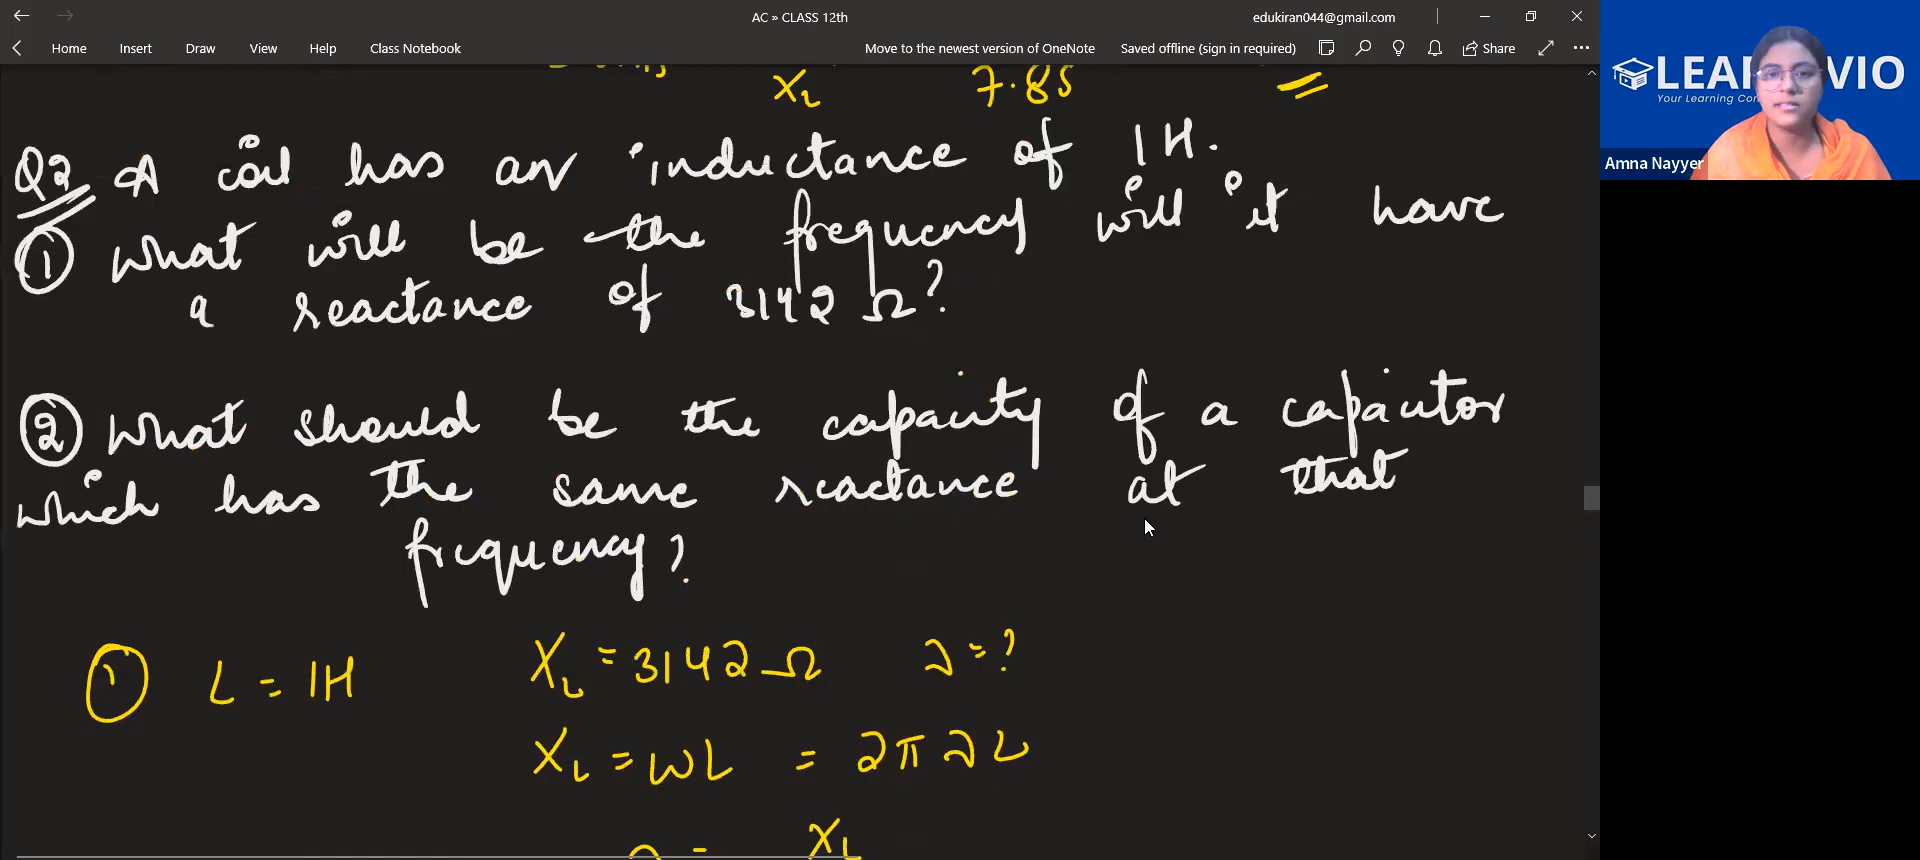 AC » CLASS 12th
edukiran044@gmail.com
Home Insert Draw View Help Class Notebook
Move to the newest version of OneNote Saved offline (sign in required) Share
X_L 7.85
Q2 A coil has an inductance of 1H.
① What will be the frequency will it have
a reactance of 3142 Ω?
② What should be the capacity of a capacitor
which has the same reactance at that
frequency?
① L = 1H X_L = 3142 Ω ν = ?
X_L = ωL = 2πνL
ν = X_L
LEARNVIO
Your Learning Com
Amna Nayyer